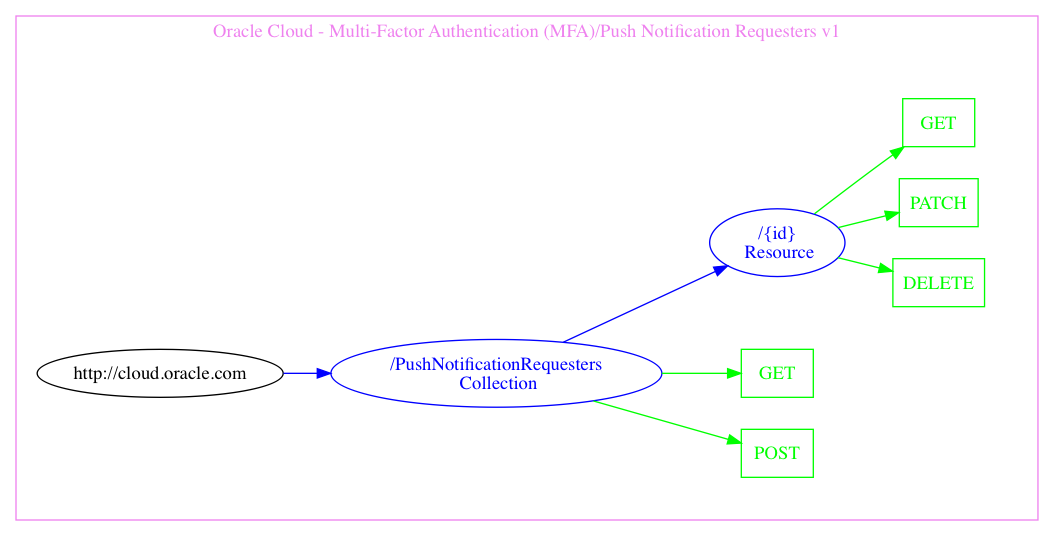 Oracle Cloud - Multi-Factor Authentication (MFA)/Push Notification Requesters v1
GET
PATCH
/{id}
Resource
DELETE
http://cloud.oracle.com
/PushNotificationRequesters
Collection
GET
POST